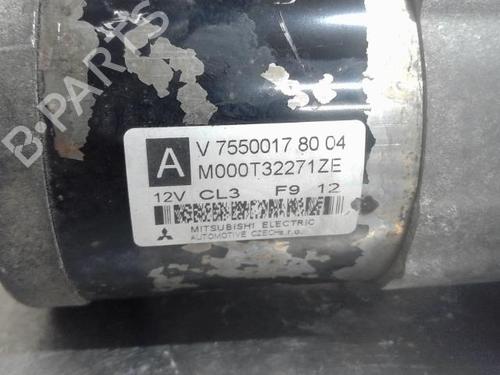 A
V 7550017 80 04
M000T32271ZE
12V CL3 F9 12
MITSUBISHI ELECTRIC
AUTOMOTIVE CZECH s.r.o.
B-PARTS